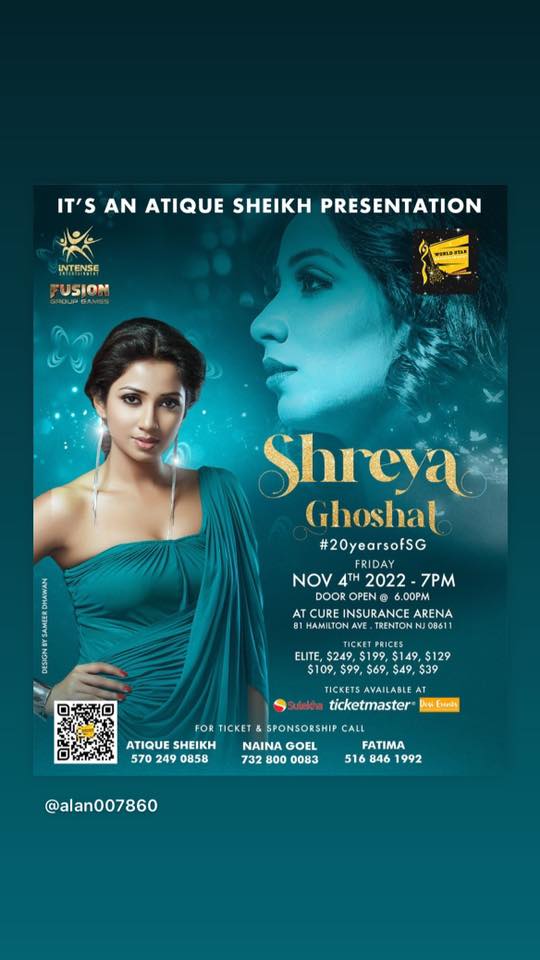 IT'S AN ATIQUE SHEIKH PRESENTATION
INTENSE
ENTERTAINMENT
FUSION
GROUP GAMES
WORLD STAR
Shreya
Ghoshal
#20yearsofSG
FRIDAY
NOV 4TH 2022 - 7PM
DOOR OPEN @ 6.00PM
AT CURE INSURANCE ARENA
81 HAMILTON AVE . TRENTON NJ 08611
TICKET PRICES
ELITE, $249, $199, $149, $129
$109, $99, $69, $49, $39
TICKETS AVAILABLE AT
Sulekha ticketmaster® Desi Events
FOR TICKET & SPONSORSHIP CALL
ATIQUE SHEIKH
570 249 0858
NAINA GOEL
732 800 0083
FATIMA
516 846 1992
DESIGN BY SAMEER DHAWAN
@alan007860